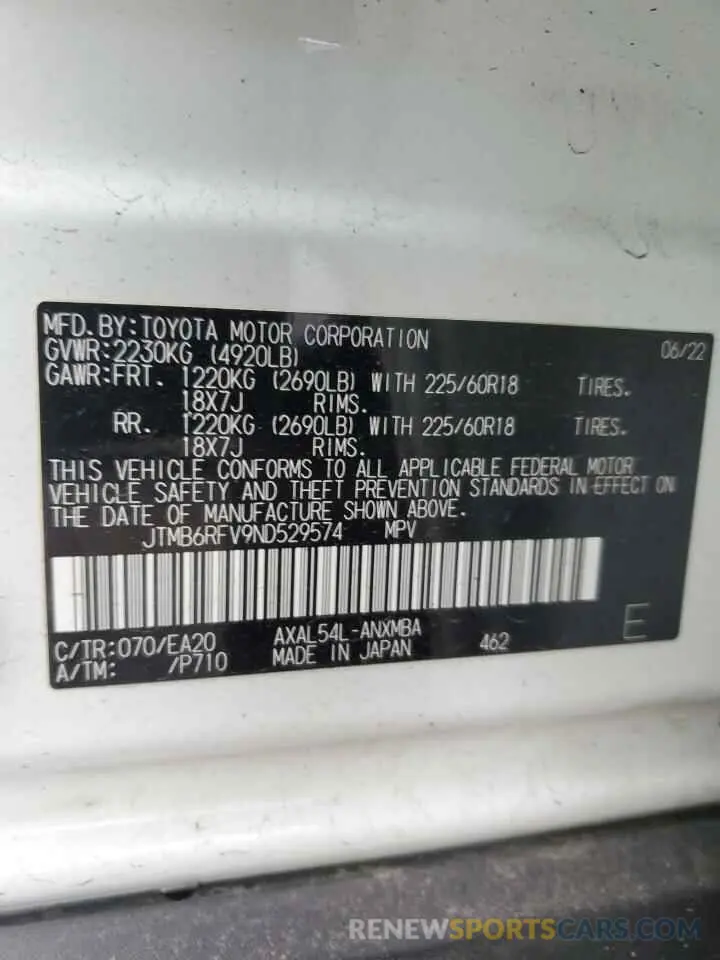 MFD.BY:TOYOTA MOTOR CORPORATION 06/22
GVWR:2230KG (4920LB)
GAWR:FRT. 1220KG (2690LB) WITH 225/60R18 TIRES.
18X7J RIMS.
RR. 1220KG (2690LB) WITH 225/60R18 TIRES.
18X7J RIMS.
THIS VEHICLE CONFORMS TO ALL APPLICABLE FEDERAL MOTOR
VEHICLE SAFETY AND THEFT PREVENTION STANDARDS IN EFFECT ON
THE DATE OF MANUFACTURE SHOWN ABOVE.
JTMB6RFV9ND529574 MPV
C/TR:070/EA20 AXAL54L-ANXMBA 462 E
A/TM: /P710 MADE IN JAPAN
RENEWSPORTSCARS.COM